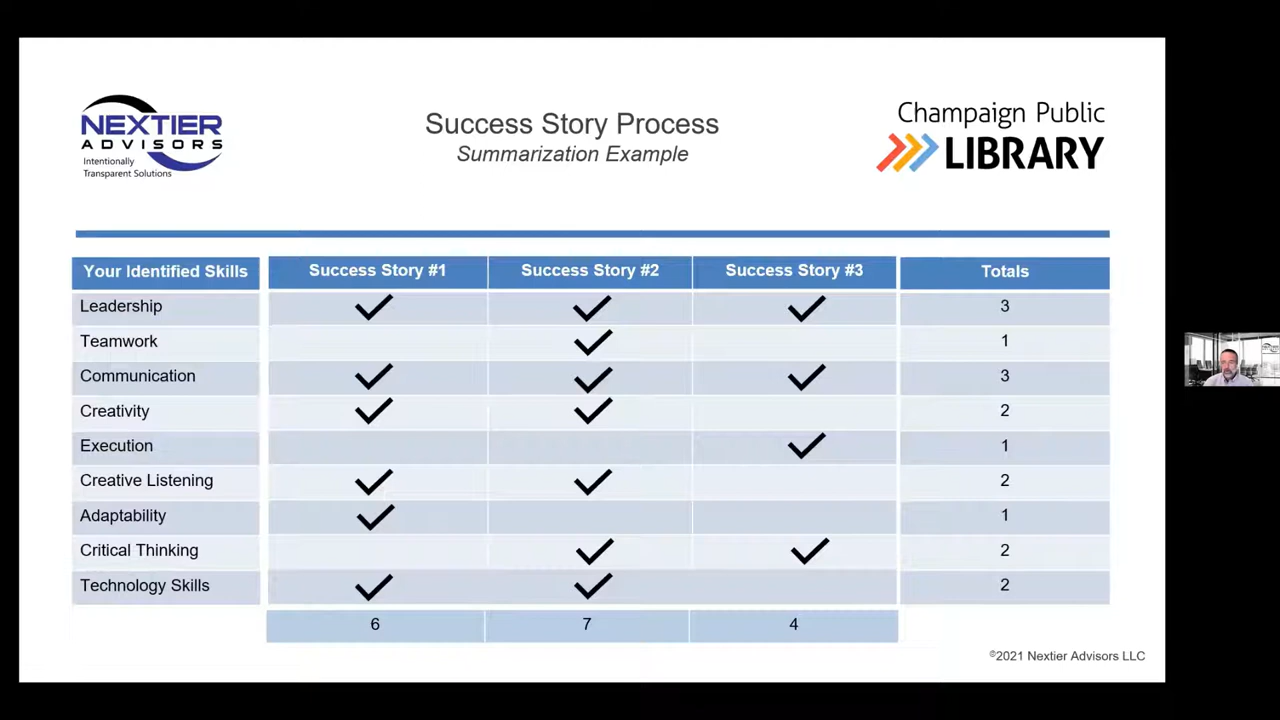 NEXTIER
ADVISORS
Intentionally
Transparent Solutions
Success Story Process
Summarization Example
Champaign Public
LIBRARY
Your Identified Skills Success Story #1 Success Story #2 Success Story #3 Totals
Leadership 3
Teamwork 1
Communication 3
Creativity 2
Execution 1
Creative Listening 2
Adaptability 1
Critical Thinking 2
Technology Skills 2
6 7 4
©2021 Nextier Advisors LLC